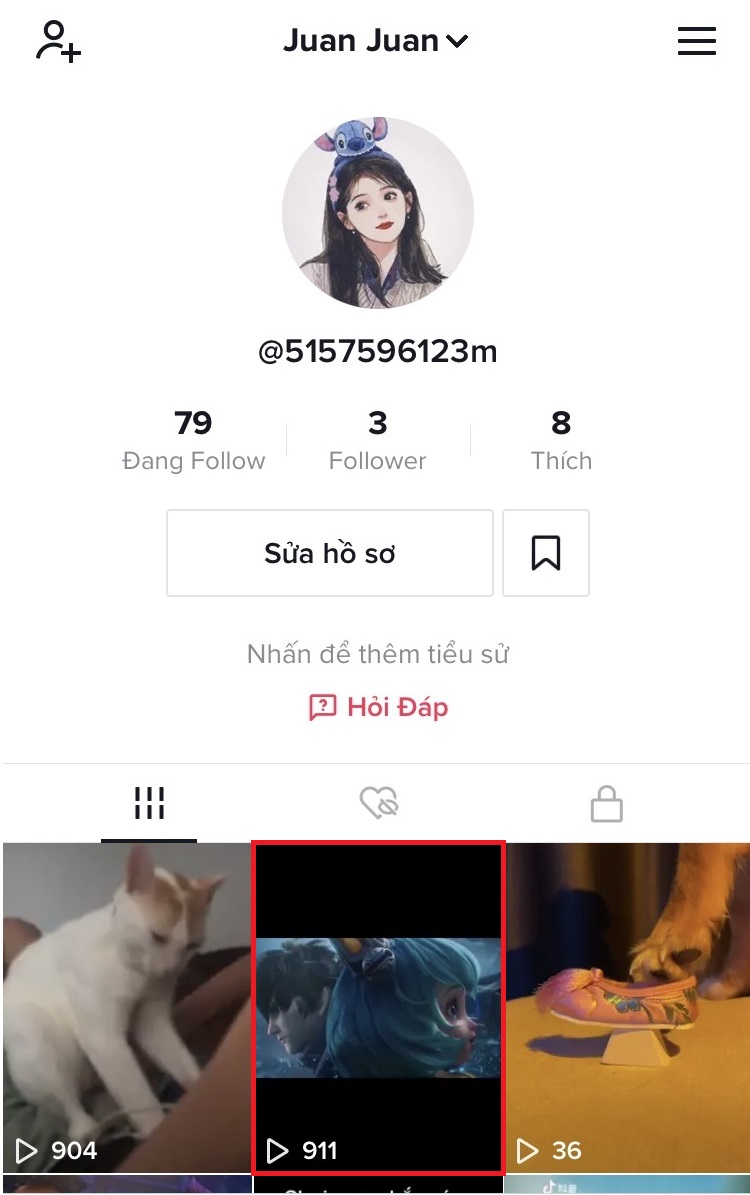 Juan Juan
@5157596123m
79 3 8
Đang Follow Follower Thích
Sửa hồ sơ
Nhấn để thêm tiểu sử
Hỏi Đáp
904 911 36